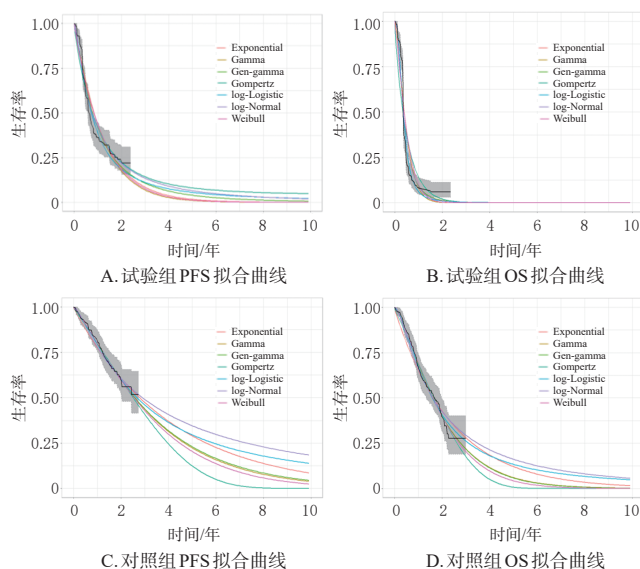 1.00
0.75
0.50
0.25
0
生存率
Exponential
Gamma
Gen-gamma
Gompertz
log-Logistic
log-Normal
Weibull
0 2 4 6 8 10
时间/年
A.试验组PFS拟合曲线
1.00
0.75
0.50
0.25
0
生存率
Exponential
Gamma
Gen-gamma
Gompertz
log-Logistic
log-Normal
Weibull
0 2 4 6 8 10
时间/年
B.试验组OS拟合曲线
1.00
0.75
0.50
0.25
0
生存率
Exponential
Gamma
Gen-gamma
Gompertz
log-Logistic
log-Normal
Weibull
0 2 4 6 8 10
时间/年
C.对照组PFS拟合曲线
1.00
0.75
0.50
0.25
0
生存率
Exponential
Gamma
Gen-gamma
Gompertz
log-Logistic
log-Normal
Weibull
0 2 4 6 8 10
时间/年
D.对照组OS拟合曲线